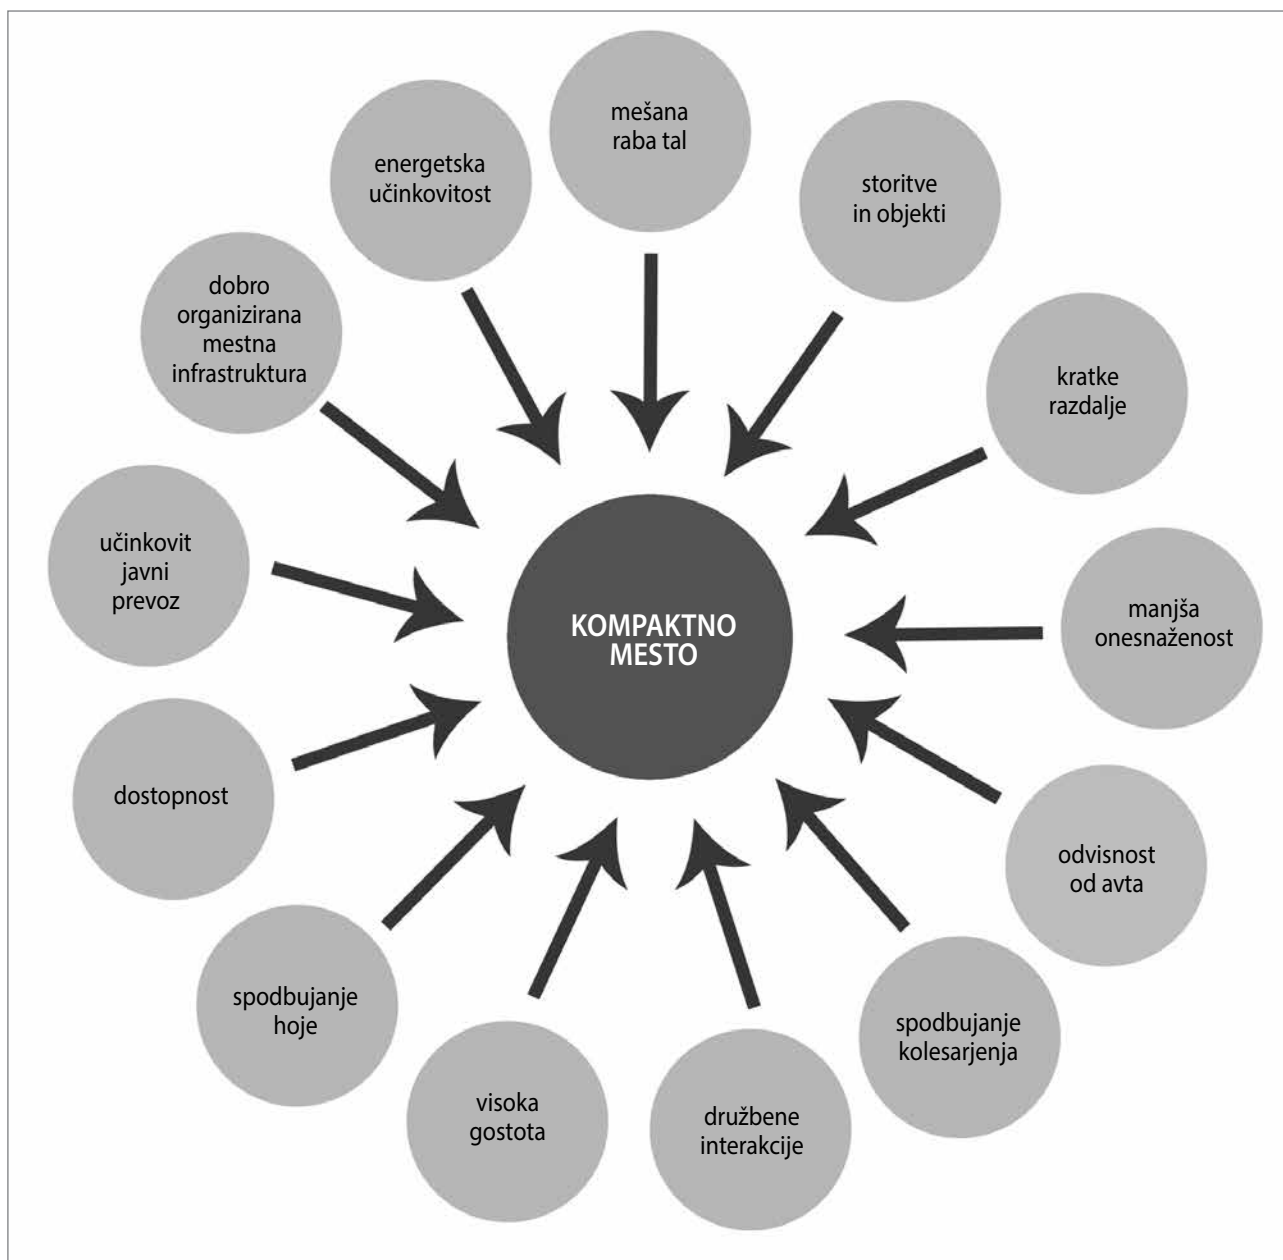 mešana
raba tal
storitve
in objekti
kratke
razdalje
manjša
onesnaženost
odvisnost
od avta
spodbujanje
kolesarjenja
družbene
interakcije
visoka
gostota
spodbujanje
hoje
dostopnost
učinkovit
javni
prevoz
dobro
organizirana
mestna
infrastruktura
energetska
učinkovitost
KOMPAKTNO
MESTO